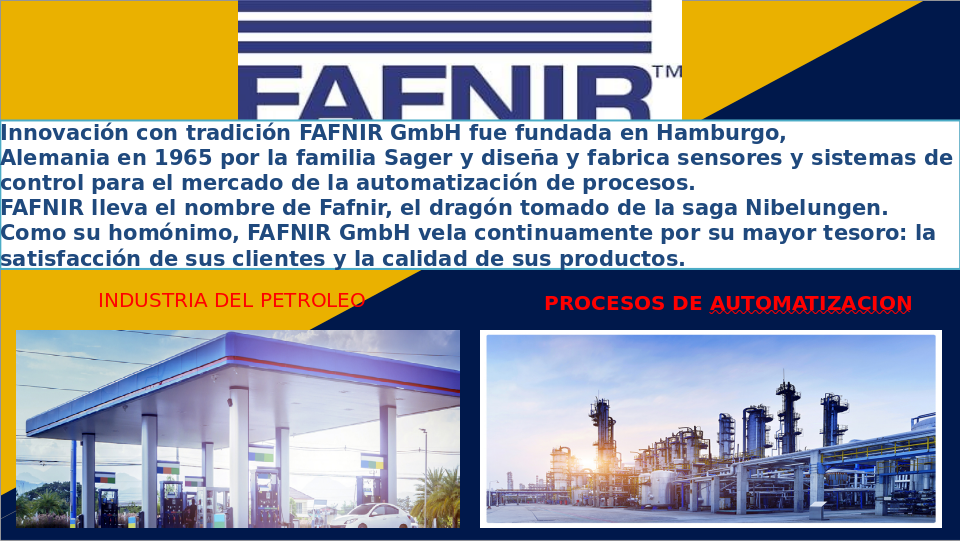 FAFNIR™
Innovación con tradición FAFNIR GmbH fue fundada en Hamburgo,
Alemania en 1965 por la familia Sager y diseña y fabrica sensores y sistemas de
control para el mercado de la automatización de procesos.
FAFNIR lleva el nombre de Fafnir, el dragón tomado de la saga Nibelungen.
Como su homónimo, FAFNIR GmbH vela continuamente por su mayor tesoro: la
satisfacción de sus clientes y la calidad de sus productos.
INDUSTRIA DEL PETROLEO
PROCESOS DE AUTOMATIZACION